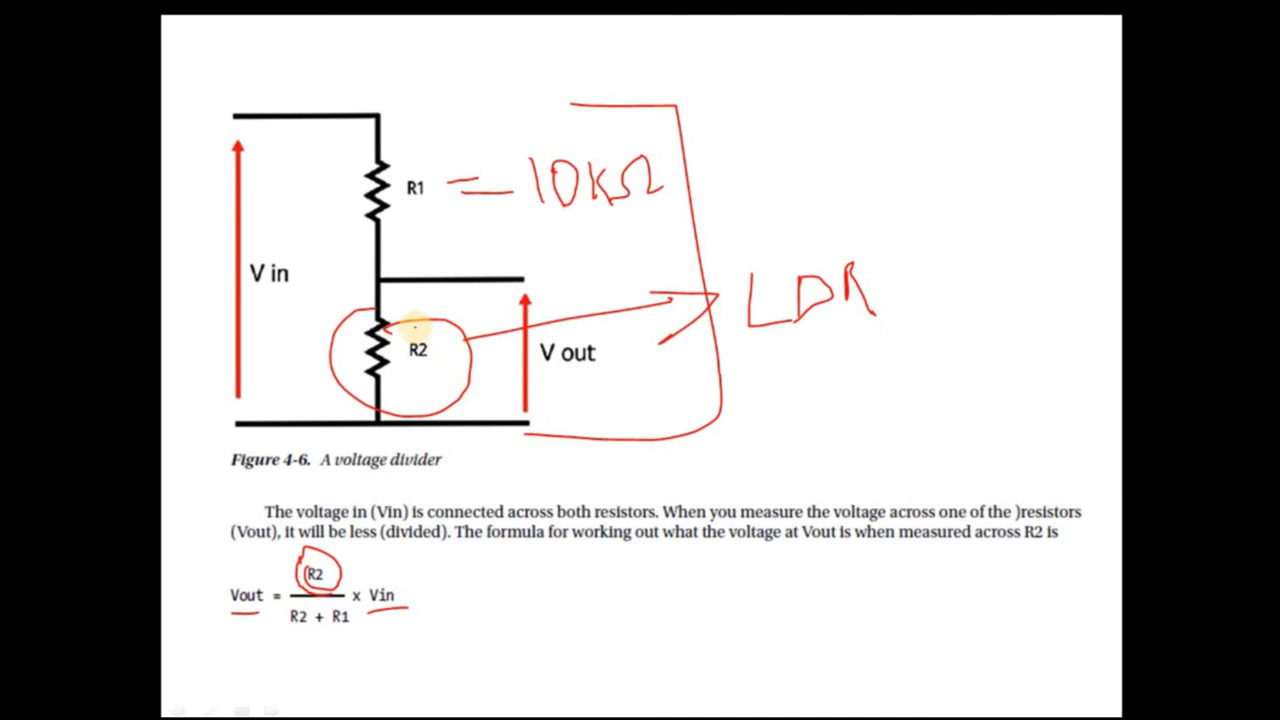 R1 = 10KΩ
V in
LDR
R2
V out
Figure 4-6. A voltage divider
The voltage in (Vin) is connected across both resistors. When you measure the voltage across one of the )resistors
(Vout), it will be less (divided). The formula for working out what the voltage at Vout is when measured across R2 is
R2
Vout = x Vin
R2 + R1